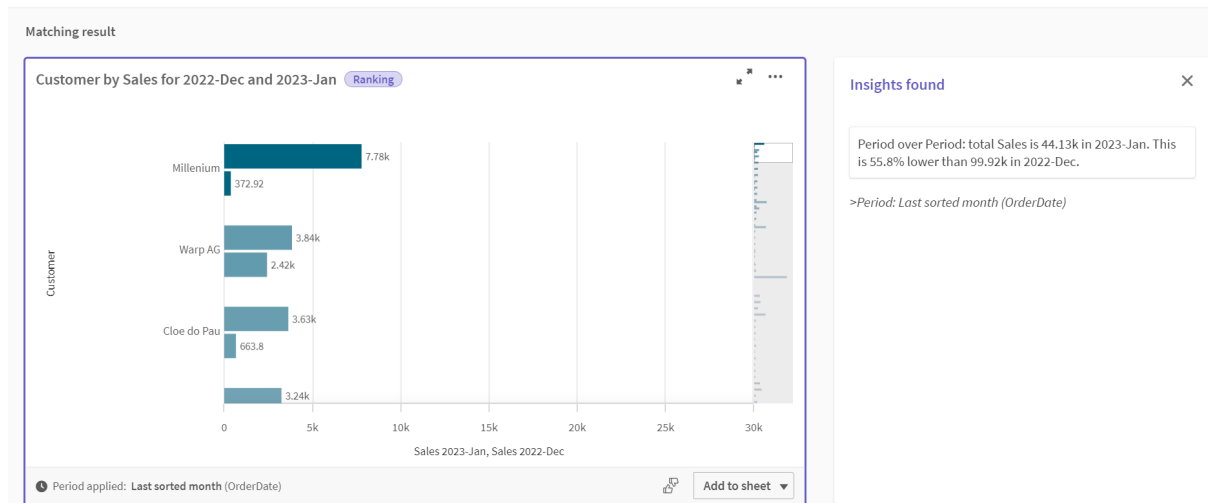 Matching result
Customer by Sales for 2022-Dec and 2023-Jan Ranking
Millenium
7.78k
372.92
Warp AG
3.84k
2.42k
Cloe do Pau
3.63k
663.8
3.24k
Customer
0 5k 10k 15k 20k 25k 30k
Sales 2023-Jan, Sales 2022-Dec
Period applied: Last sorted month (OrderDate)
Add to sheet
Insights found
Period over Period: total Sales is 44.13k in 2023-Jan. This
is 55.8% lower than 99.92k in 2022-Dec.
>Period: Last sorted month (OrderDate)